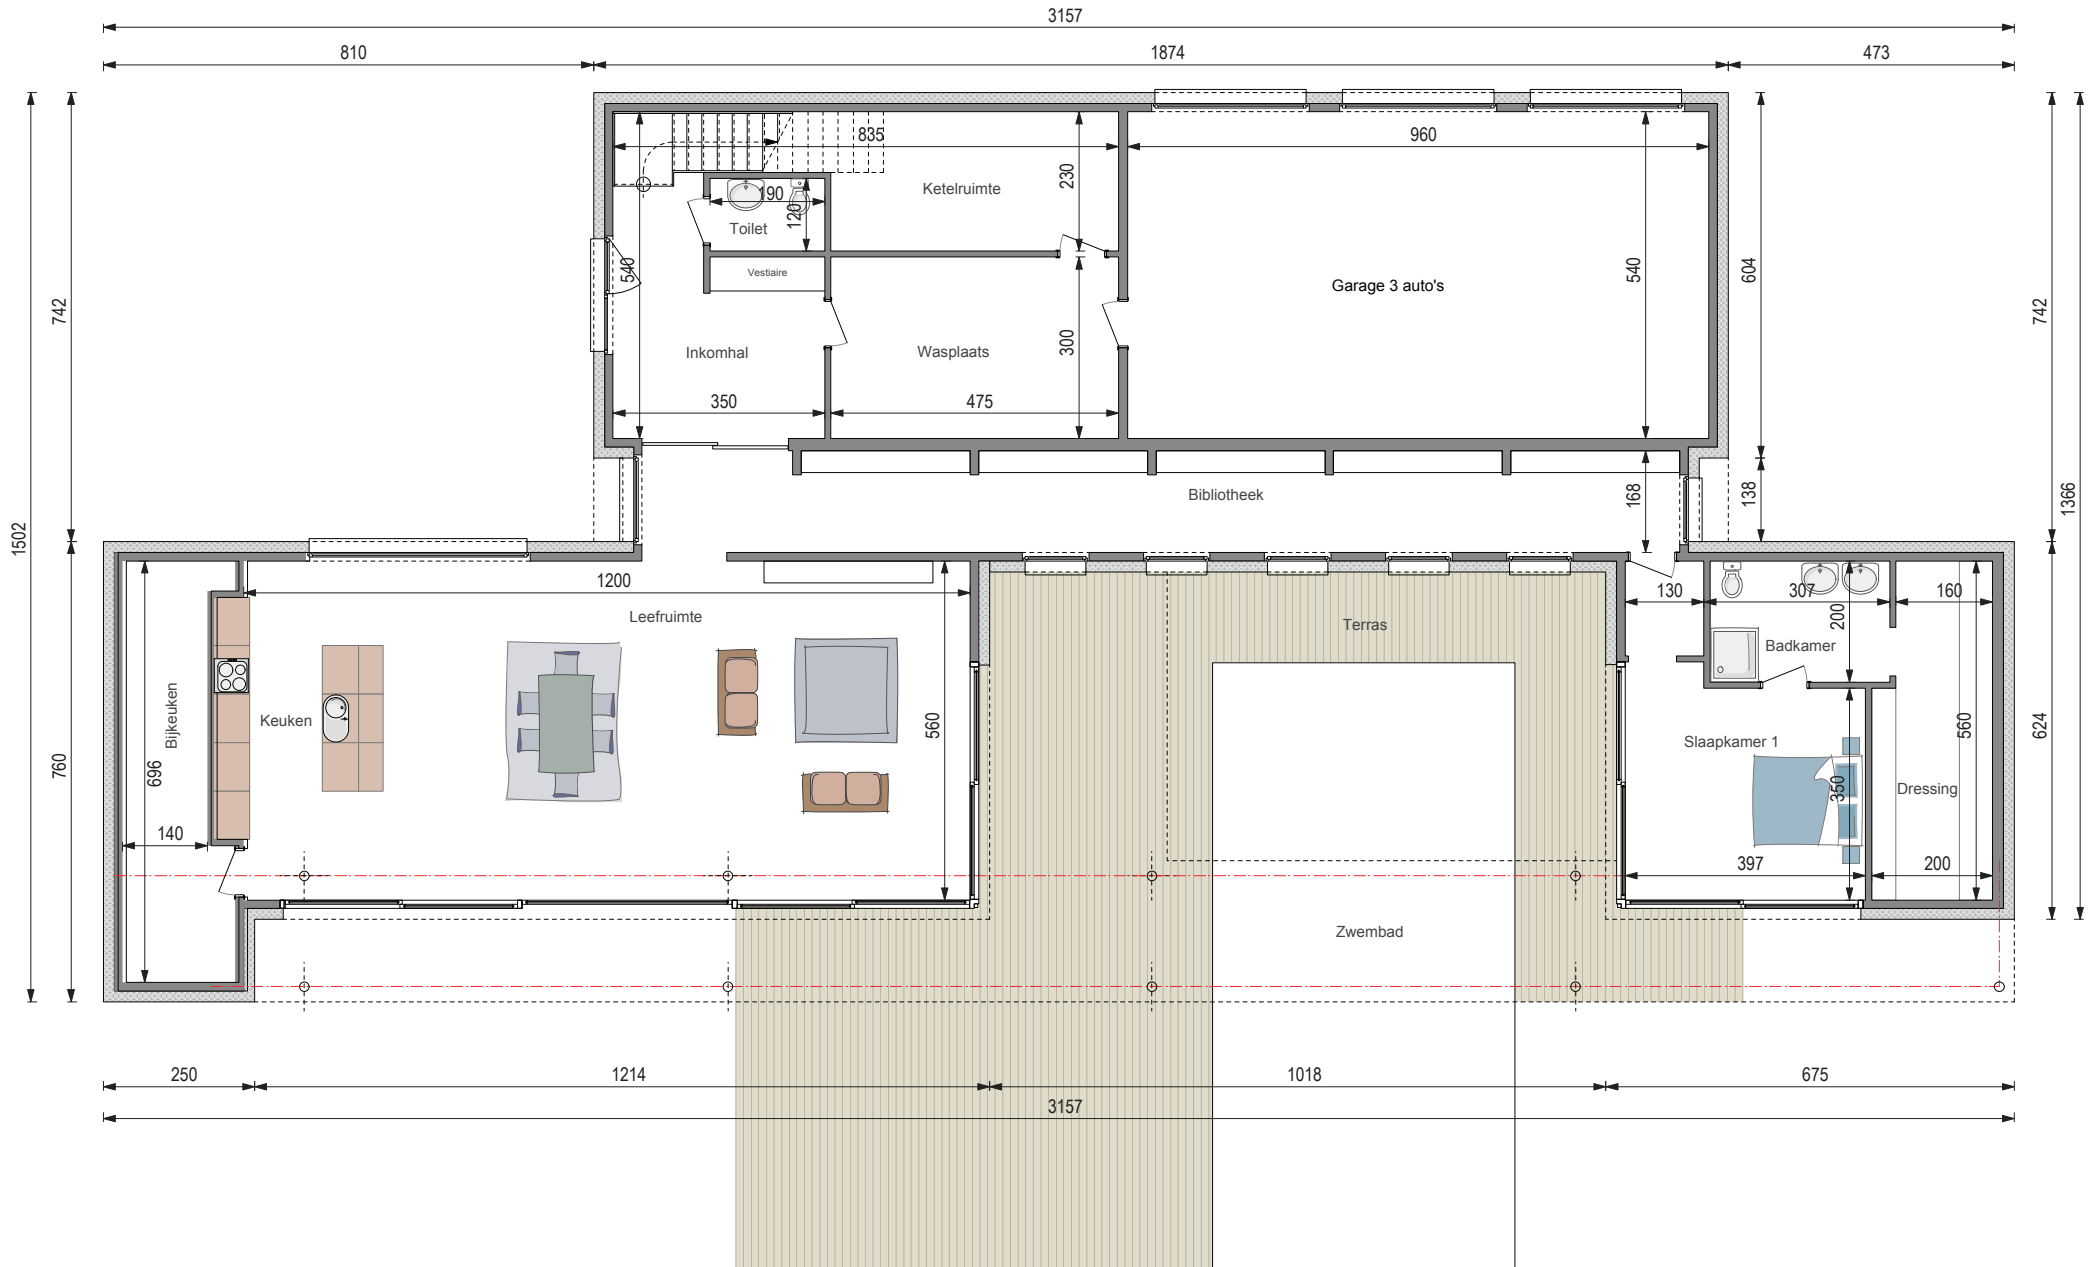 3157
810
1874
473
835
960
230
Ketelruimte
190
120
Toilet
Vestiaire
540
540
604
Garage 3 auto's
742
742
Inkomhal
Wasplaats
300
350
475
Bibliotheek
168
138
1366
1502
1200
Leefruimte
Terras
130
307
160
200
Badkamer
Bijkeuken
Keuken
560
Slaapkamer 1
560
624
760
696
350
Dressing
140
397
200
Zwembad
250
1214
1018
675
3157